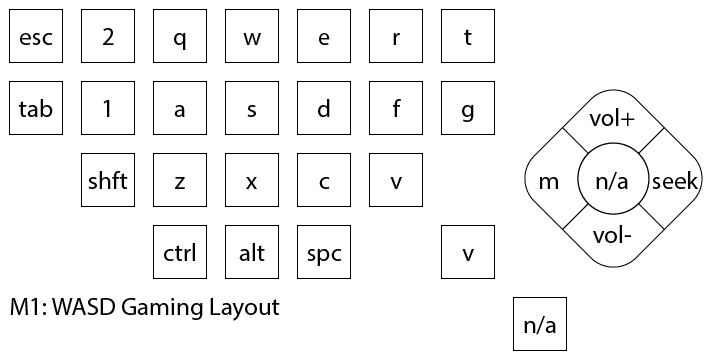 esc 2 q w e r t
tab 1 a s d f g
vol+
shft z x c v
m n/a seek
vol-
ctrl alt spc v
M1: WASD Gaming Layout
n/a